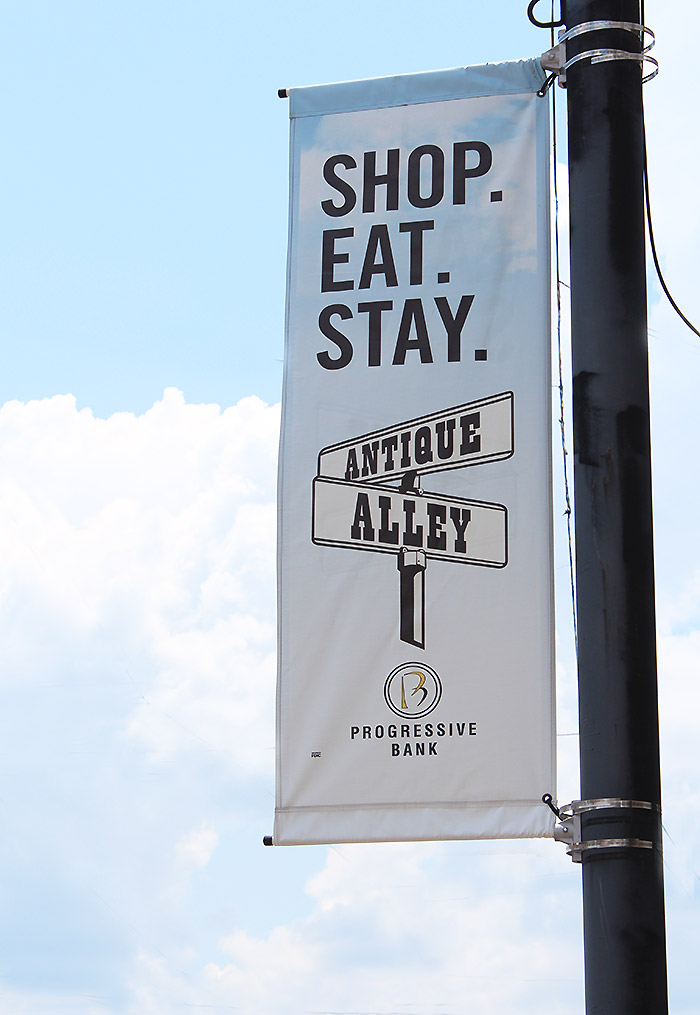 SHOP.
EAT.
STAY.
ANTIQUE
ALLEY
PROGRESSIVE
BANK